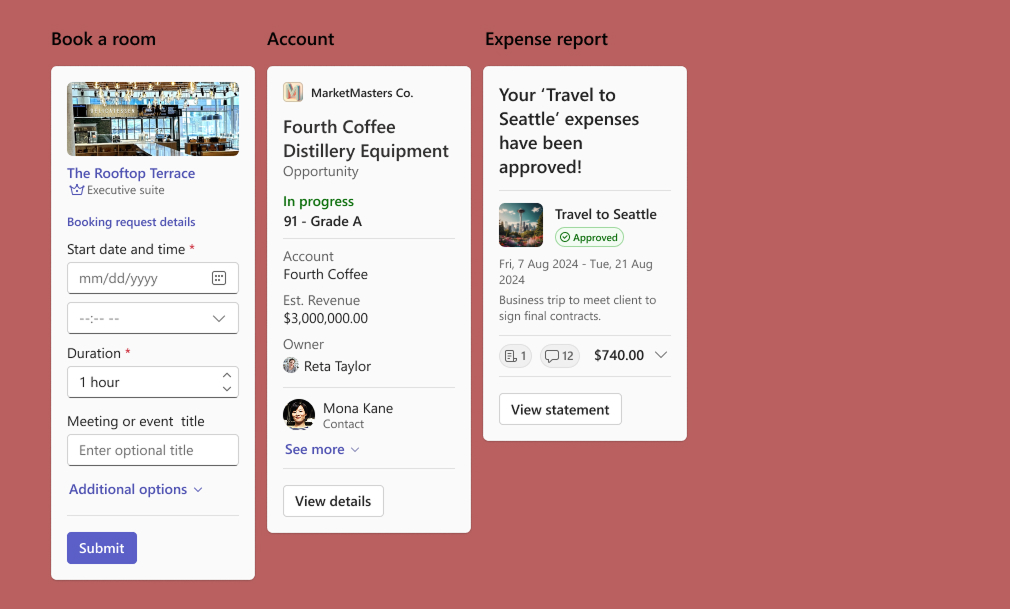 Book a room
The Rooftop Terrace
Executive suite
Booking request details
Start date and time *
mm/dd/yyyy
--:-- --
Duration *
1 hour
Meeting or event  title
Enter optional title
Additional options
Submit
Account
MarketMasters Co.
Fourth Coffee
Distillery Equipment
Opportunity
In progress
91 - Grade A
Account
Fourth Coffee
Est. Revenue
$3,000,000.00
Owner
Reta Taylor
Mona Kane
Contact
See more
View details
Expense report
Your ‘Travel to
Seattle’ expenses
have been
approved!
Travel to Seattle
Approved
Fri, 7 Aug 2024 - Tue, 21 Aug
2024
Business trip to meet client to
sign final contracts.
1
12
$740.00
View statement